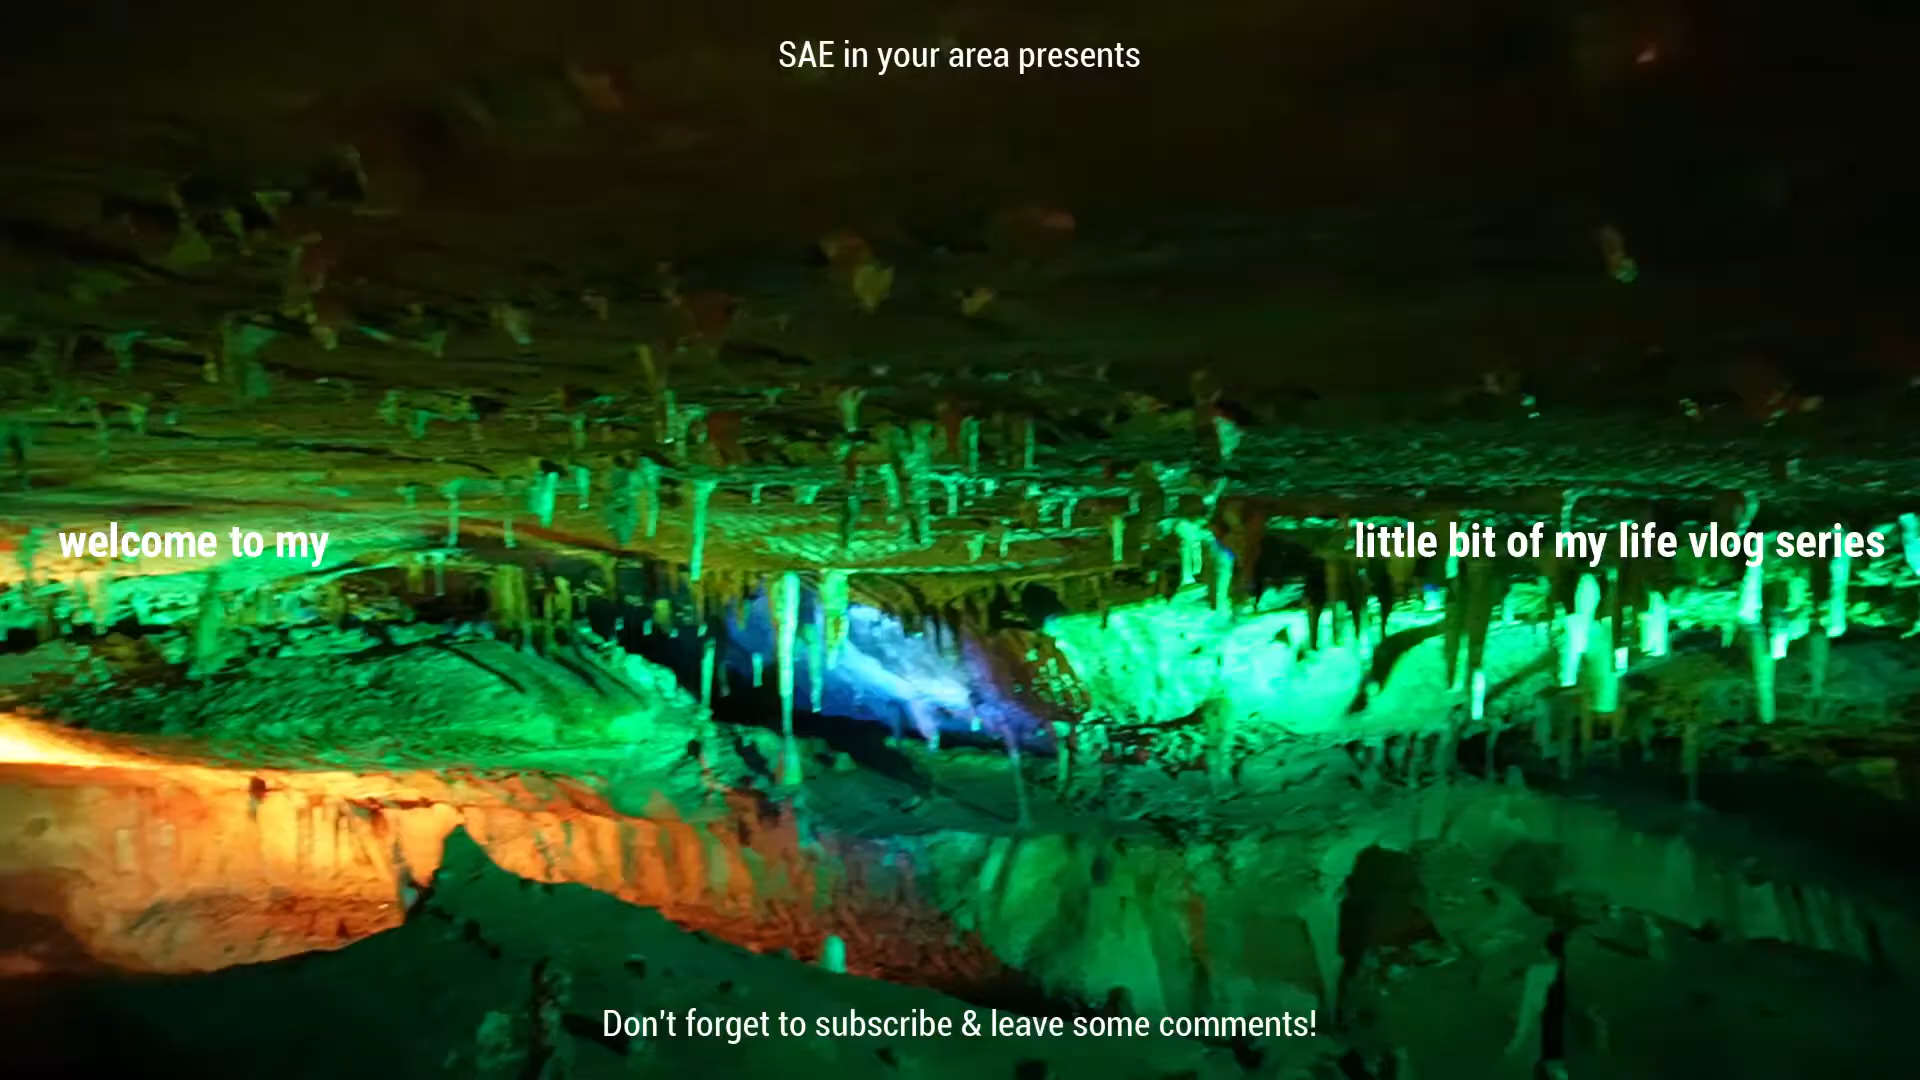 SAE in your area presents
welcome to my little bit of my life vlog series
Don't forget to subscribe & leave some comments!